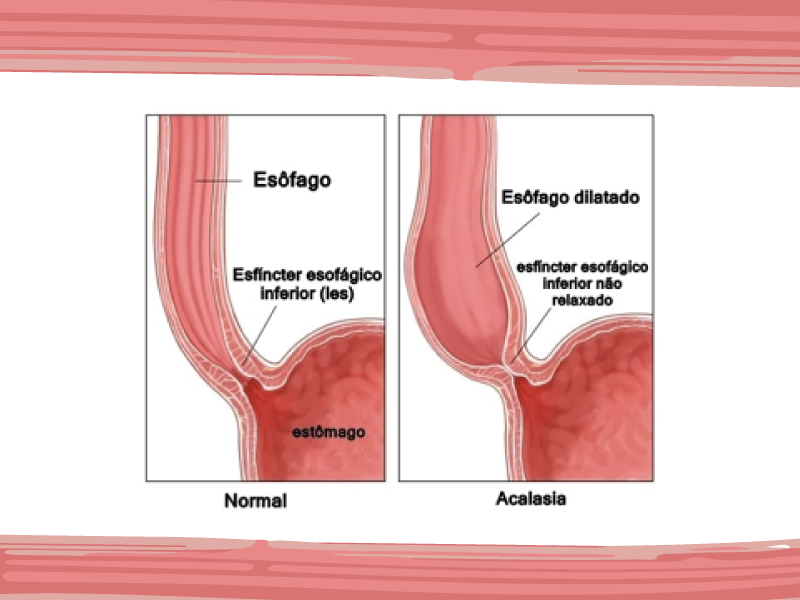 Esôfago
Esfíncter esofágico
inferior (les)
estômago
Normal
Esôfago dilatado
esfíncter esofágico
inferior não
relaxado
Acalasia